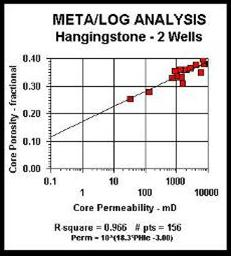 META/LOG ANALYSIS
Hangingstone - 2 Wells
Core Porosity - fractional
0.40
0.30
0.20
0.10
0.00
0.1 1 10 100 1000 10000
Core Permeability - mD
R-square = 0.966 # pts = 156
Perm = 10^(18.3*PHIe -3.00)